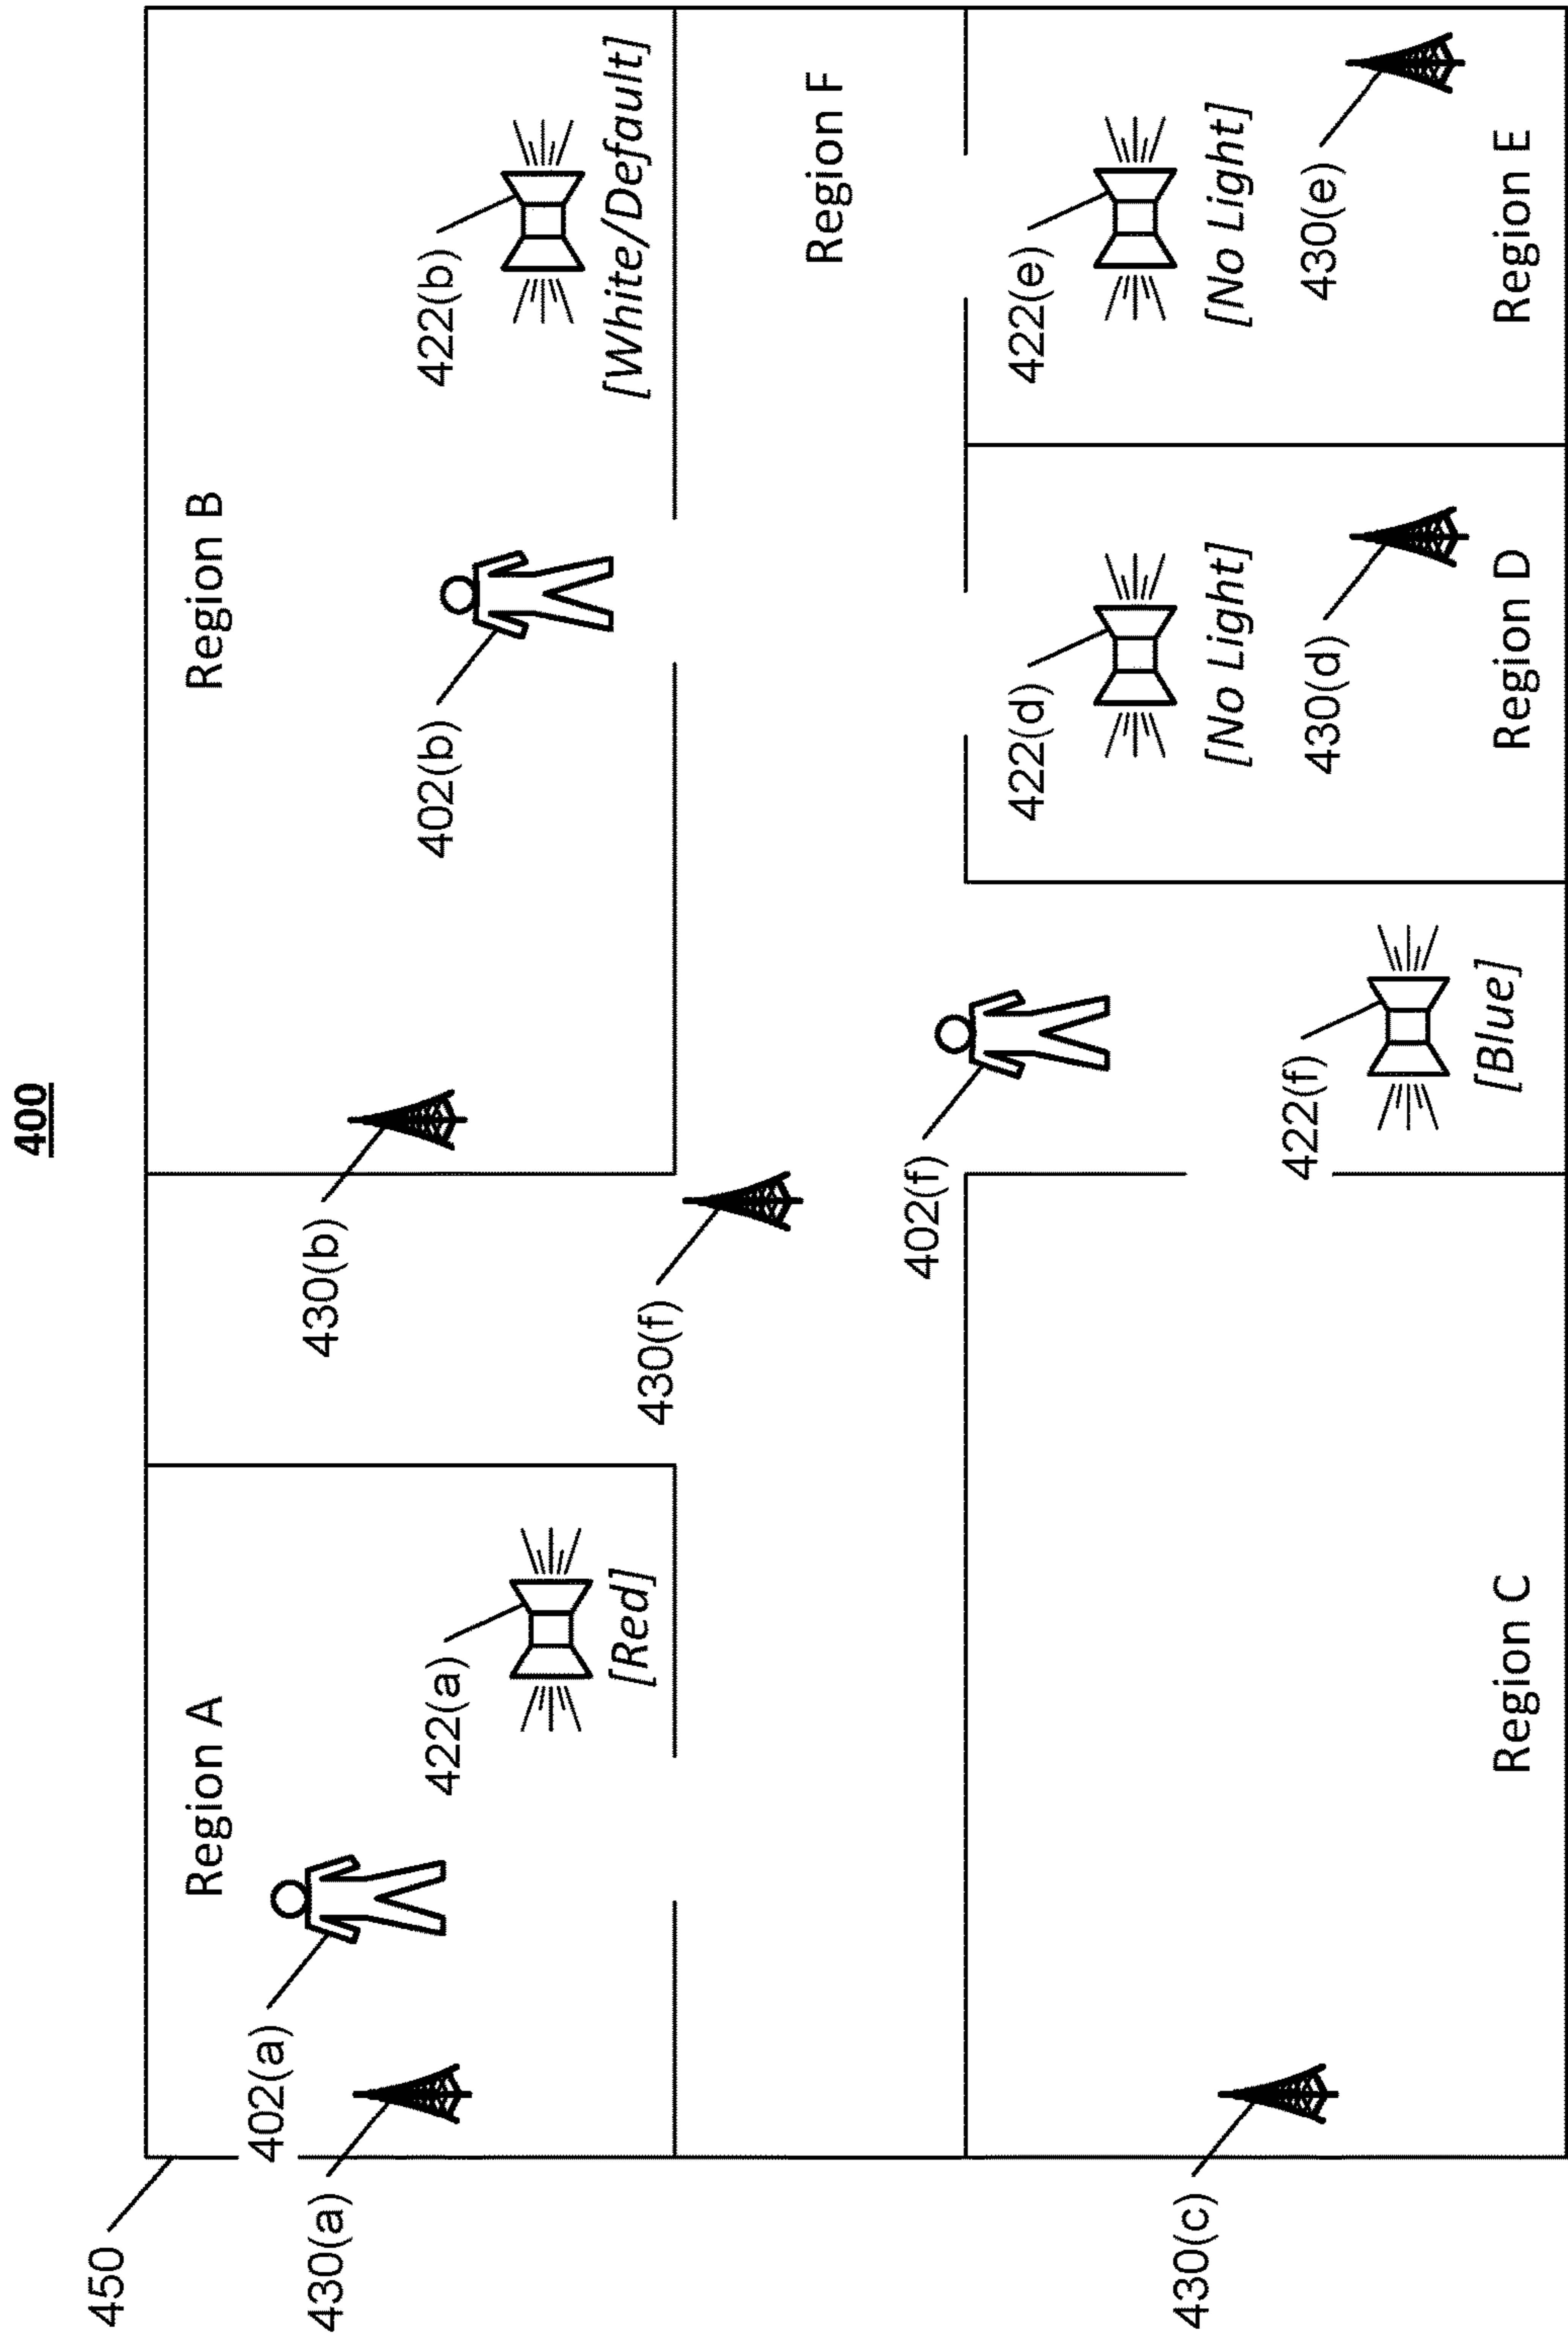 400
450
Region A
Region B
402(a)
430(a)
422(a)
[Red]
430(b)
402(b)
422(b)
[White/Default]
430(f)
Region F
402(f)
422(d)
[No Light]
422(e)
[No Light]
430(c)
Region C
422(f)
[Blue]
430(d)
Region D
430(e)
Region E